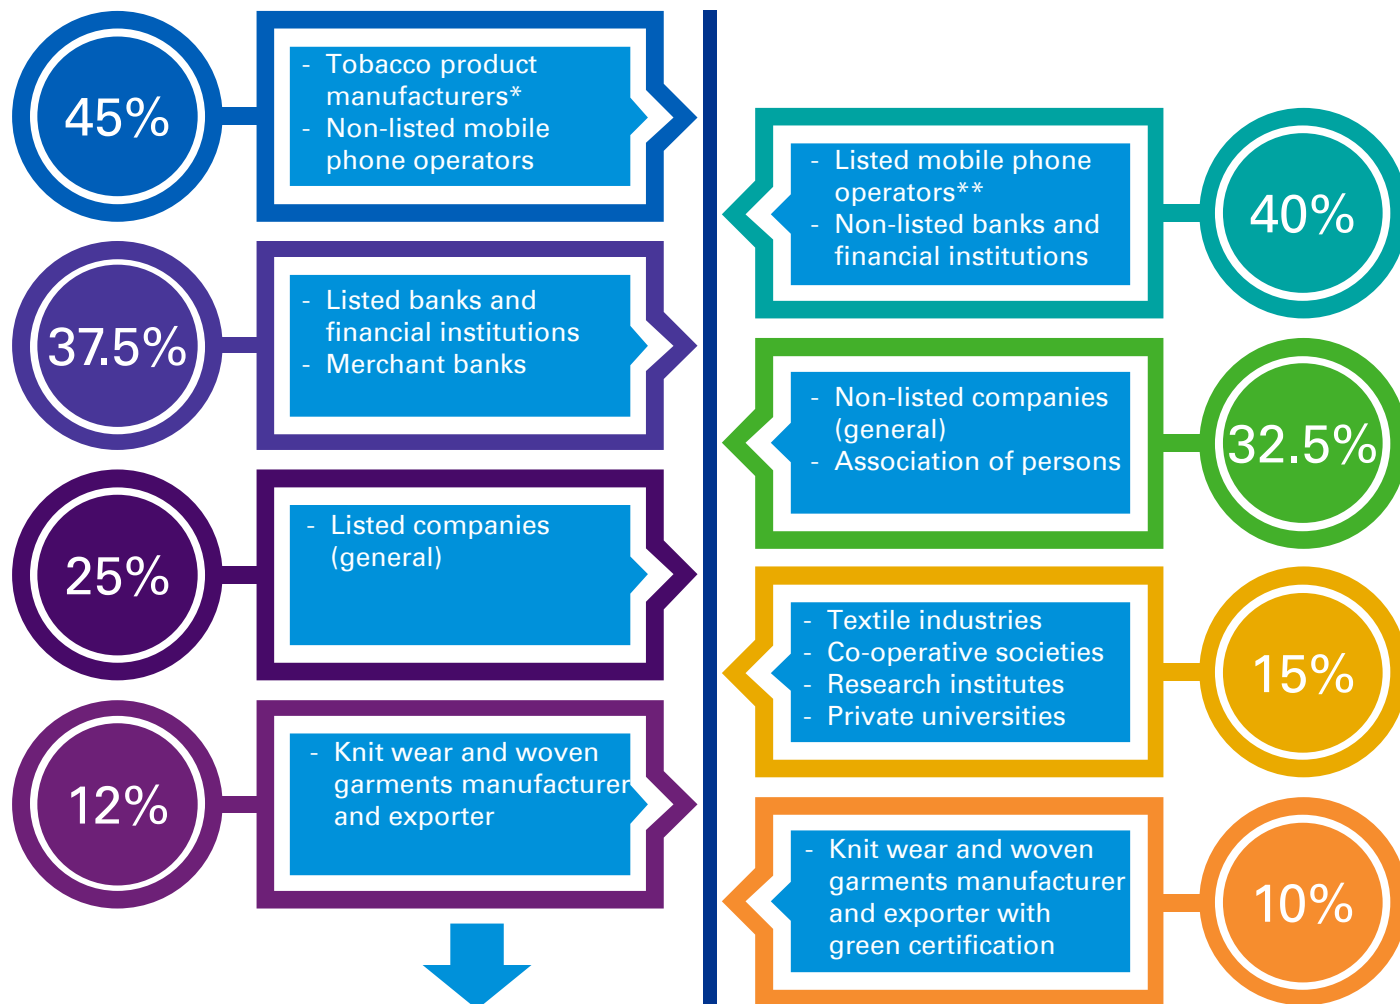 45%
- Tobacco product
manufacturers*
- Non-listed mobile
phone operators
- Listed mobile phone
operators**
- Non-listed banks and
financial institutions
40%
37.5%
- Listed banks and
financial institutions
- Merchant banks
- Non-listed companies
(general)
- Association of persons
32.5%
25%
- Listed companies
(general)
- Textile industries
- Co-operative societies
- Research institutes
- Private universities
15%
12%
- Knit wear and woven
garments manufacturer
and exporter
- Knit wear and woven
garments manufacturer
and exporter with
green certification
10%